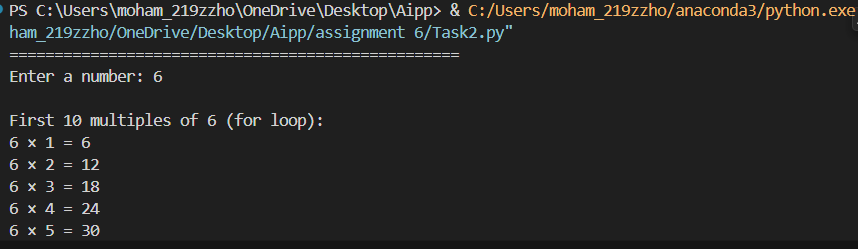 PS C:\Users\moham_219zzho\OneDrive\Desktop\Aipp> & C:/Users/moham_219zzho/anaconda3/python.exe
ham_219zzho/OneDrive/Desktop/Aipp/assignment 6/Task2.py"
==================================================
Enter a number: 6
First 10 multiples of 6 (for loop):
6 × 1 = 6
6 × 2 = 12
6 × 3 = 18
6 × 4 = 24
6 × 5 = 30